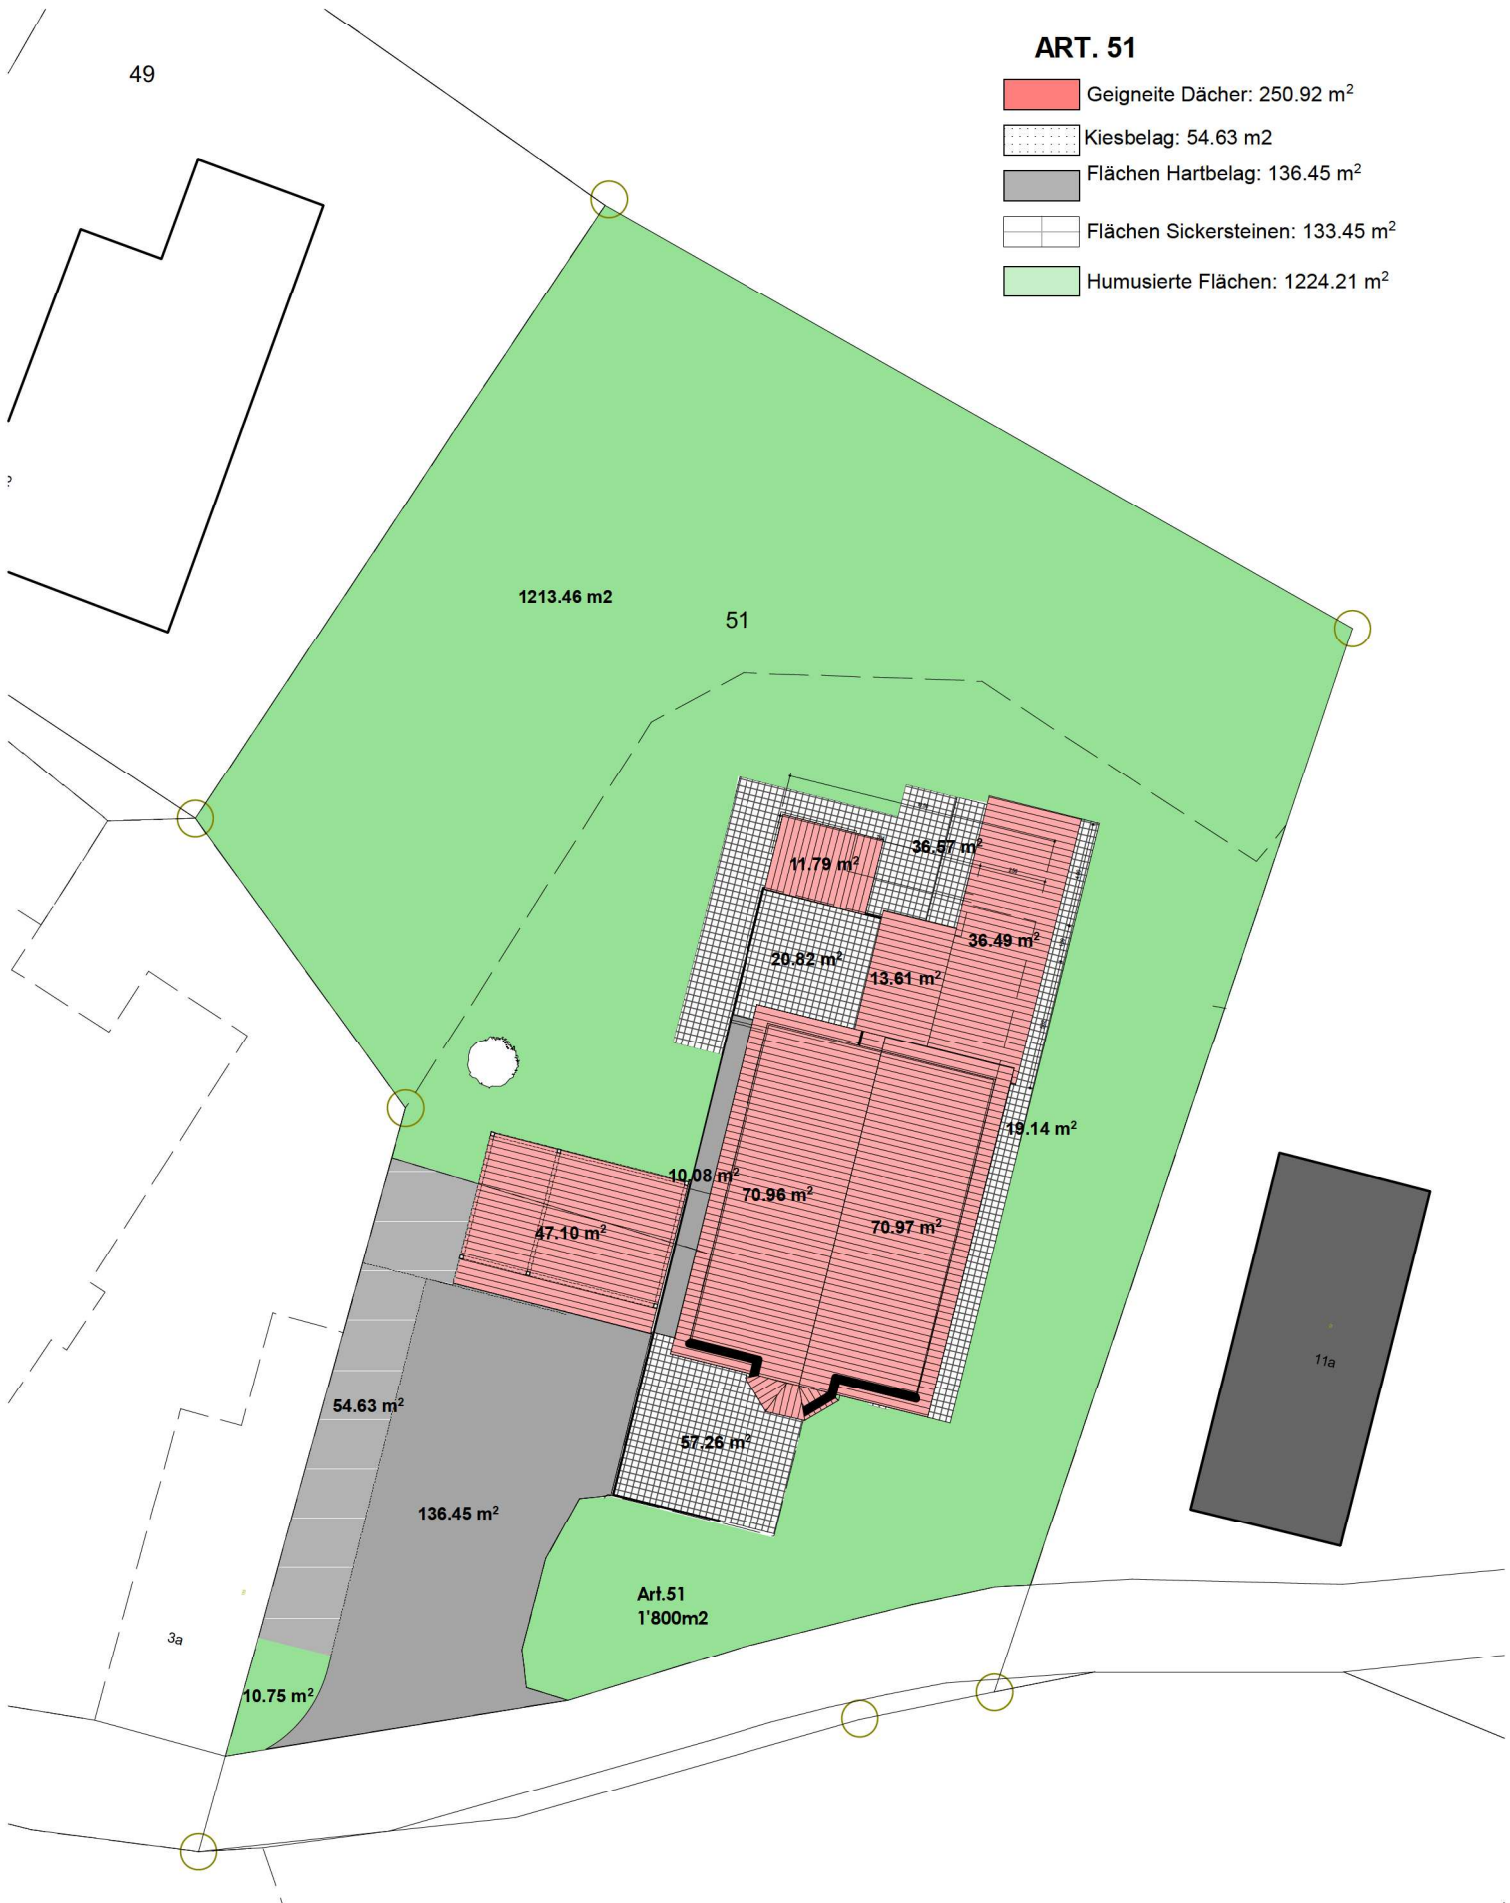 ART. 51
Geigneite Dächer: 250.92 m²
Kiesbelag: 54.63 m2
Flächen Hartbelag: 136.45 m²
Flächen Sickersteinen: 133.45 m²
Humusierte Flächen: 1224.21 m²
49
1213.46 m2
51
36.57 m²
11.79 m²
36.49 m²
20.82 m²
13.61 m²
19.14 m²
10.08 m²
70.96 m²
70.97 m²
47.10 m²
11a
54.63 m²
57.26 m²
136.45 m²
Art.51
1'800m2
3a
10.75 m²